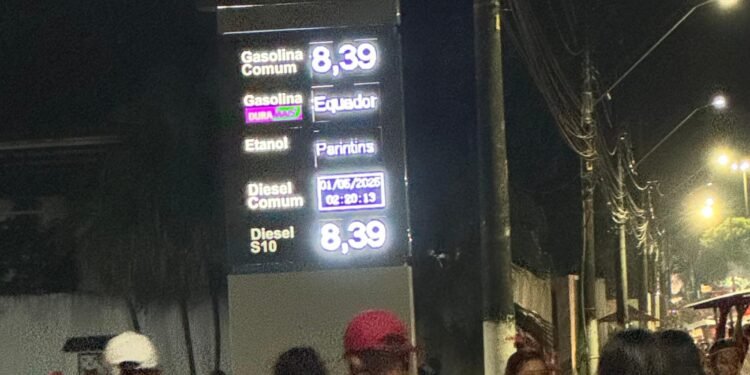 Gasolina
Comum 8,39
Gasolina
DURA MAIS Equador
Etanol Parintins
Diesel
Comum 01/05/2025
02:20:13
Diesel
S10 8,39